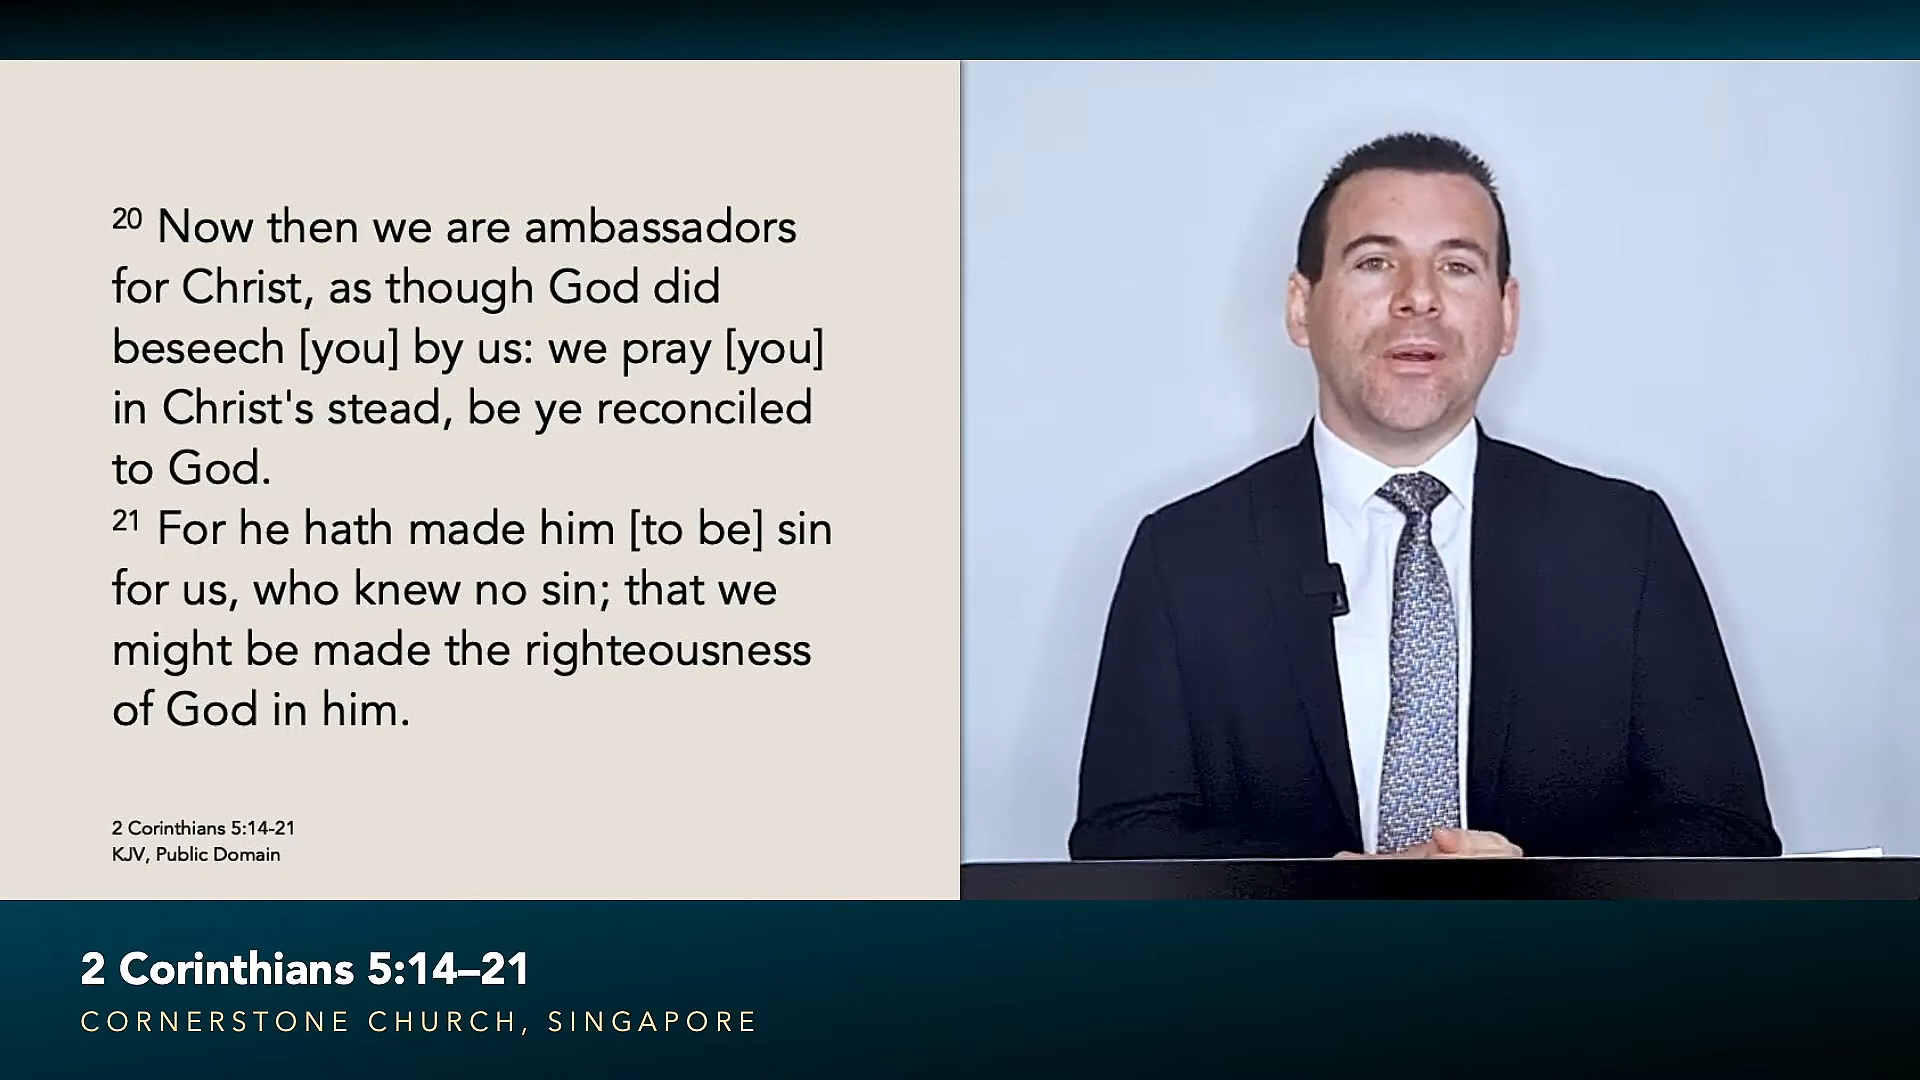 20 Now then we are ambassadors
for Christ, as though God did
beseech [you] by us: we pray [you]
in Christ's stead, be ye reconciled
to God.
21 For he hath made him [to be] sin
for us, who knew no sin; that we
might be made the righteousness
of God in him.
2 Corinthians 5:14-21
KJV, Public Domain
2 Corinthians 5:14–21
CORNERSTONE CHURCH, SINGAPORE